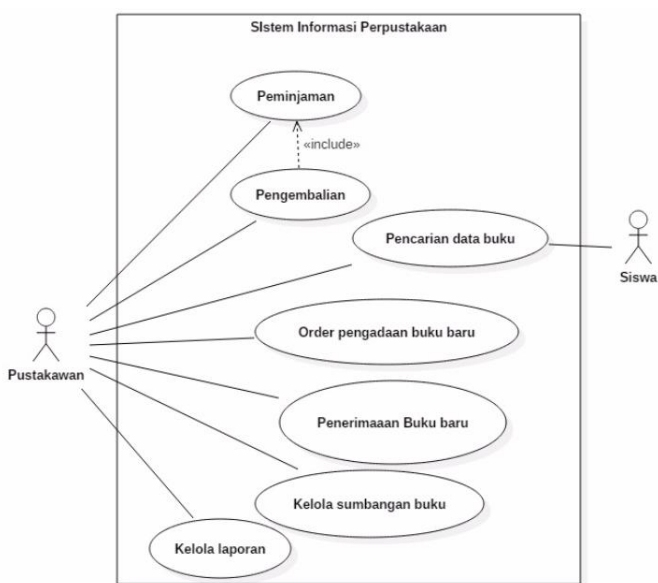 SIstem Informasi Perpustakaan
Peminjaman
«include»
Pengembalian
Pencarian data buku
Siswa
Order pengadaan buku baru
Pustakawan
Penerimaaan Buku baru
Kelola sumbangan buku
Kelola laporan